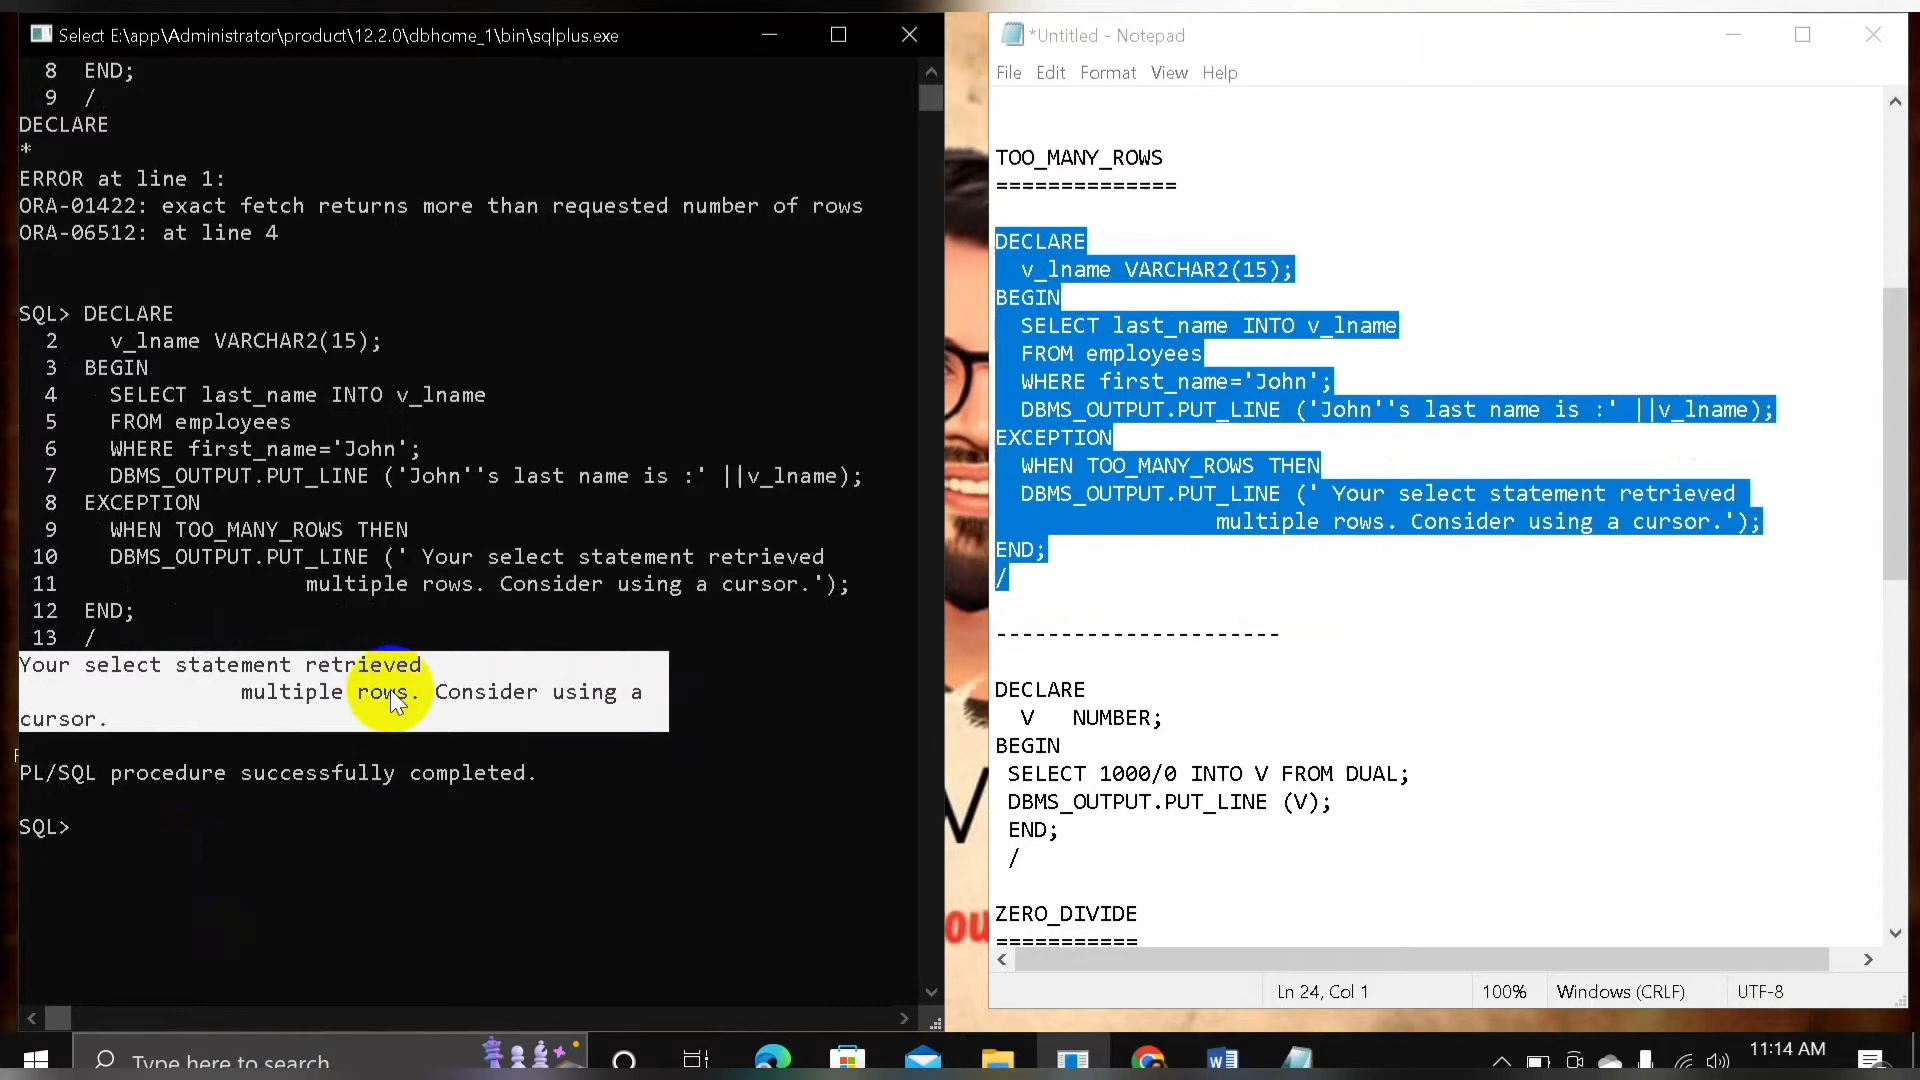 Select E:\app\Administrator\product\12.2.0\dbhome_1\bin\sqlplus.exe
8 END;
9 /
DECLARE
*
ERROR at line 1:
ORA-01422: exact fetch returns more than requested number of rows
ORA-06512: at line 4
SQL> DECLARE
2 v_lname VARCHAR2(15);
3 BEGIN
4 SELECT last_name INTO v_lname
5 FROM employees
6 WHERE first_name='John';
7 DBMS_OUTPUT.PUT_LINE ('John''s last name is :' ||v_lname);
8 EXCEPTION
9 WHEN TOO_MANY_ROWS THEN
10 DBMS_OUTPUT.PUT_LINE (' Your select statement retrieved
11 multiple rows. Consider using a cursor.');
12 END;
13 /
Your select statement retrieved
multiple rows. Consider using a
cursor.
PL/SQL procedure successfully completed.
SQL>
*Untitled - Notepad
File Edit Format View Help
TOO_MANY_ROWS
==============
DECLARE
v_lname VARCHAR2(15);
BEGIN
SELECT last_name INTO v_lname
FROM employees
WHERE first_name='John';
DBMS_OUTPUT.PUT_LINE ('John''s last name is :' ||v_lname);
EXCEPTION
WHEN TOO_MANY_ROWS THEN
DBMS_OUTPUT.PUT_LINE (' Your select statement retrieved
multiple rows. Consider using a cursor.');
END;
/
----------------------
DECLARE
V NUMBER;
BEGIN
SELECT 1000/0 INTO V FROM DUAL;
DBMS_OUTPUT.PUT_LINE (V);
END;
/
ZERO_DIVIDE
===========
Ln 24, Col 1 100% Windows (CRLF) UTF-8
Type here to search
11:14 AM